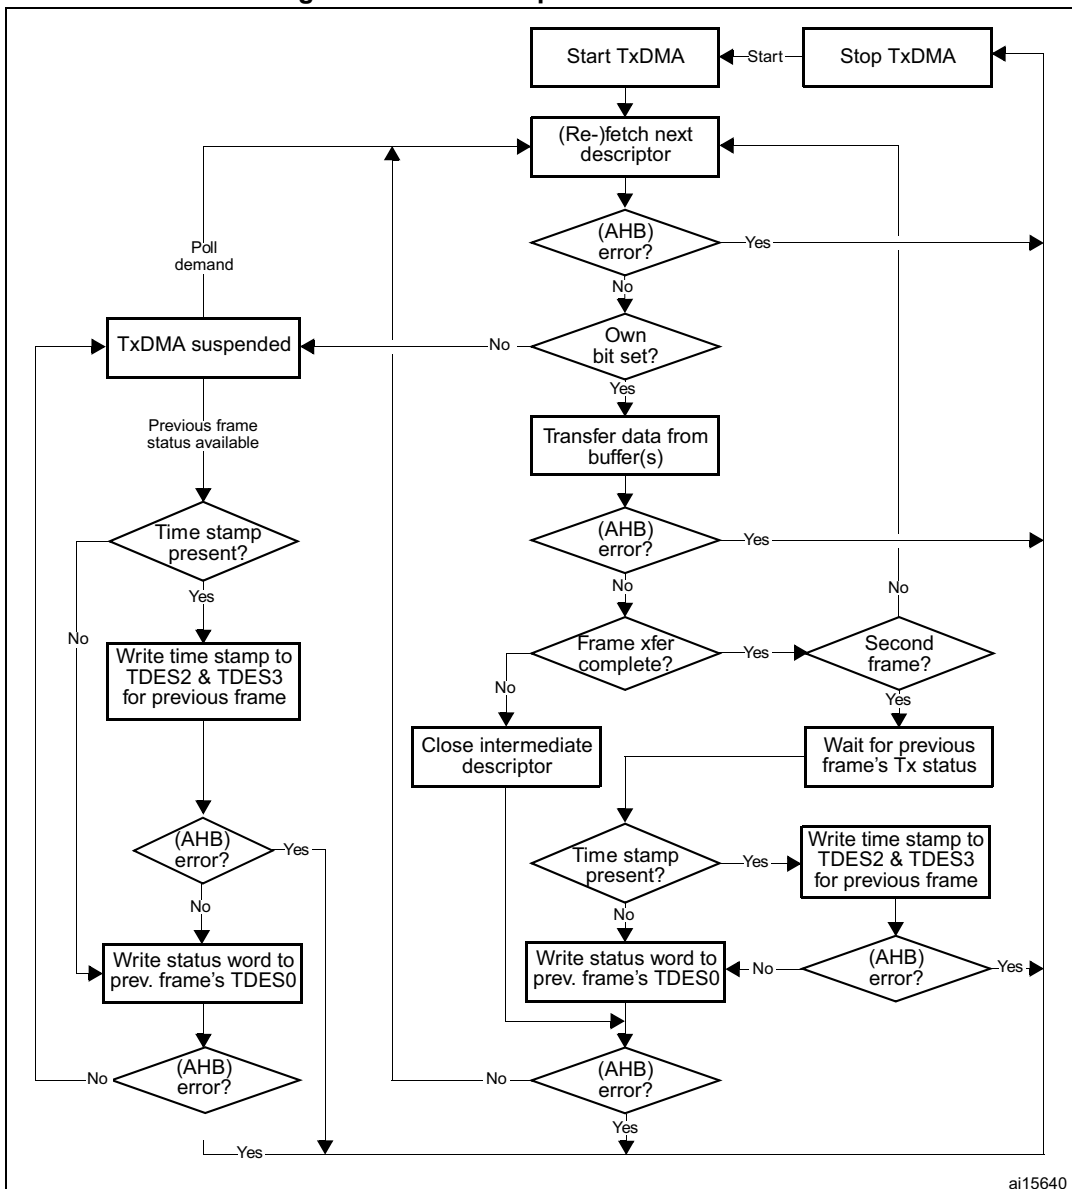 Start TxDMA
Start
Stop TxDMA
(Re-)fetch next
descriptor
(AHB)
error?
Yes
Poll
demand
No
TxDMA suspended
No
Own
bit set?
Yes
Previous frame
status available
Transfer data from
buffer(s)
Time stamp
present?
(AHB)
error?
Yes
Yes
No
No
No
Write time stamp to
TDES2 & TDES3
for previous frame
Frame xfer
complete?
Yes
Second
frame?
No
Yes
Close intermediate
descriptor
Wait for previous
frame's Tx status
(AHB)
error?
Yes
Time stamp
present?
Yes
Write time stamp to
TDES2 & TDES3
for previous frame
No
No
Write status word to
prev. frame's TDES0
Write status word to
prev. frame's TDES0
No
(AHB)
error?
Yes
No
(AHB)
error?
No
(AHB)
error?
Yes
Yes
ai15640